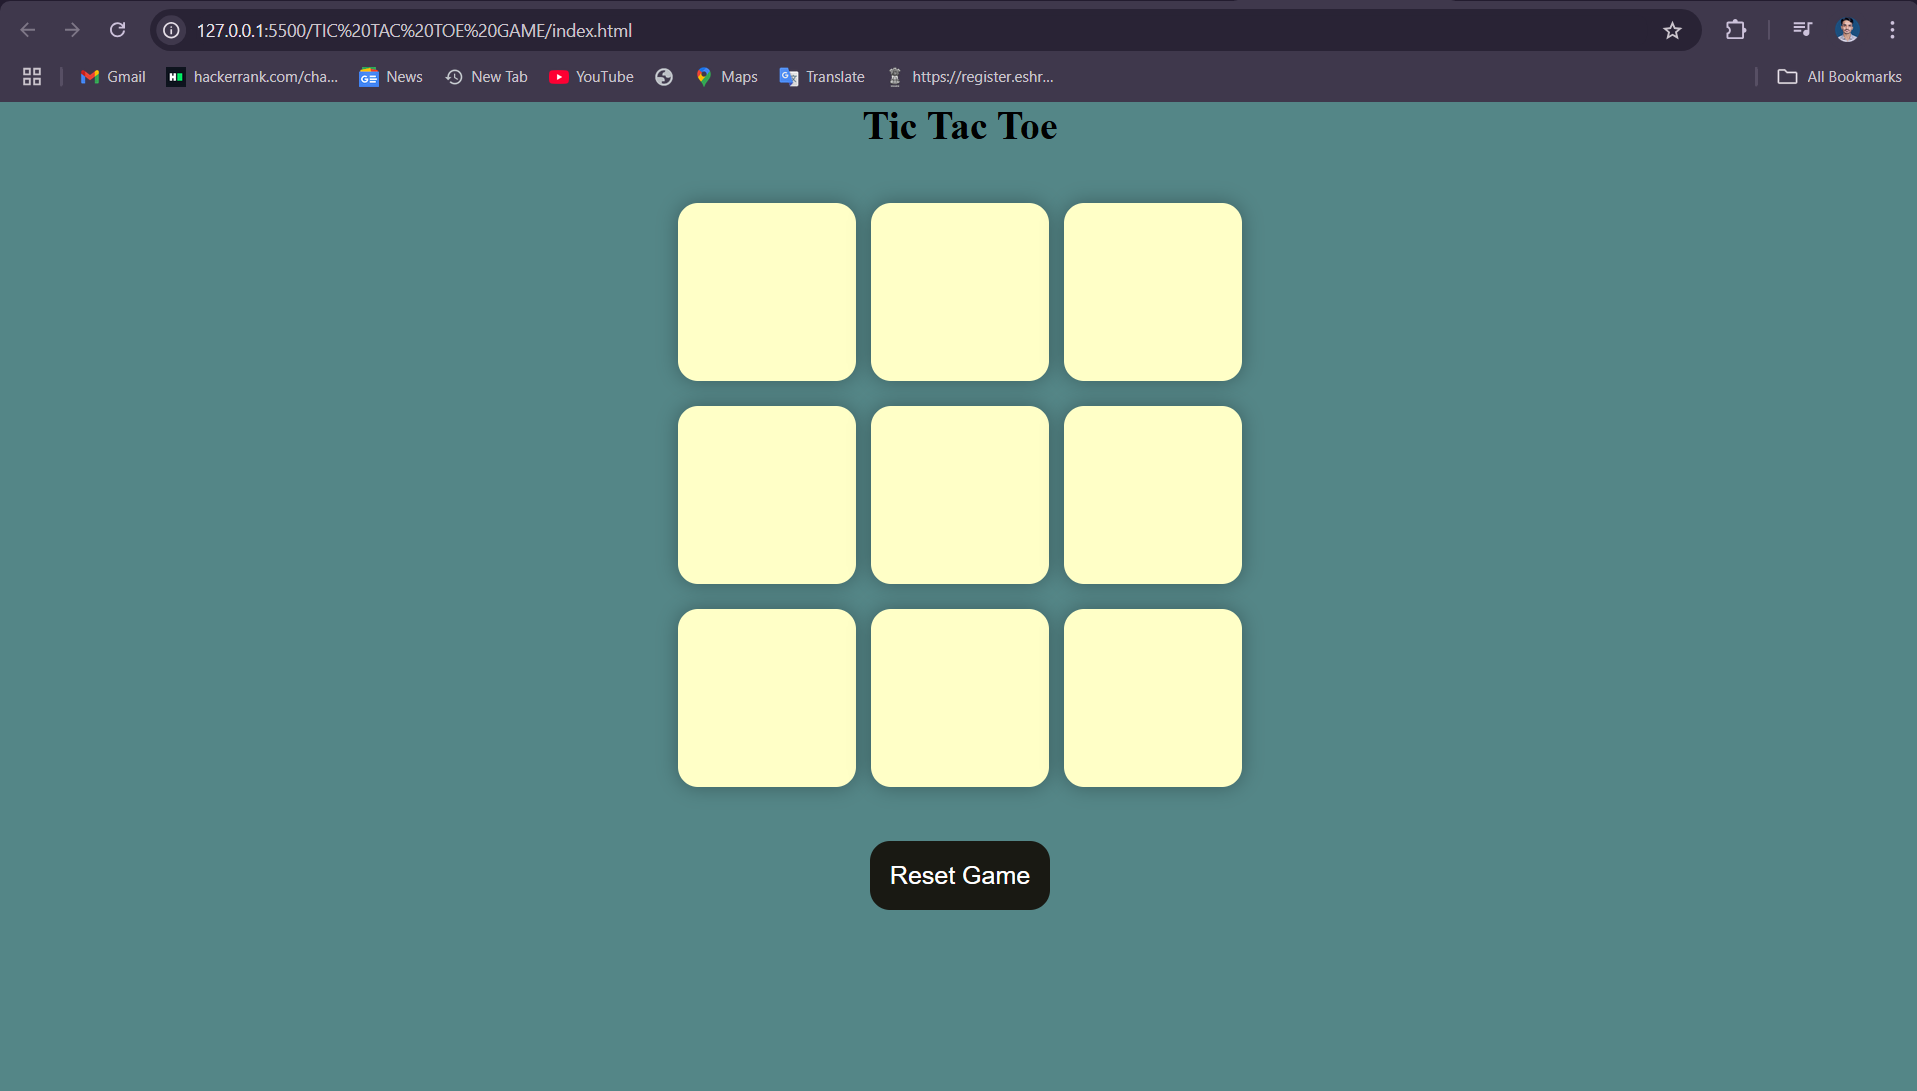 127.0.0.1:5500/TIC%20TAC%20TOE%20GAME/index.html
Gmail hackerrank.com/cha... News New Tab YouTube Maps Translate https://register.eshr... All Bookmarks
Tic Tac Toe
Reset Game